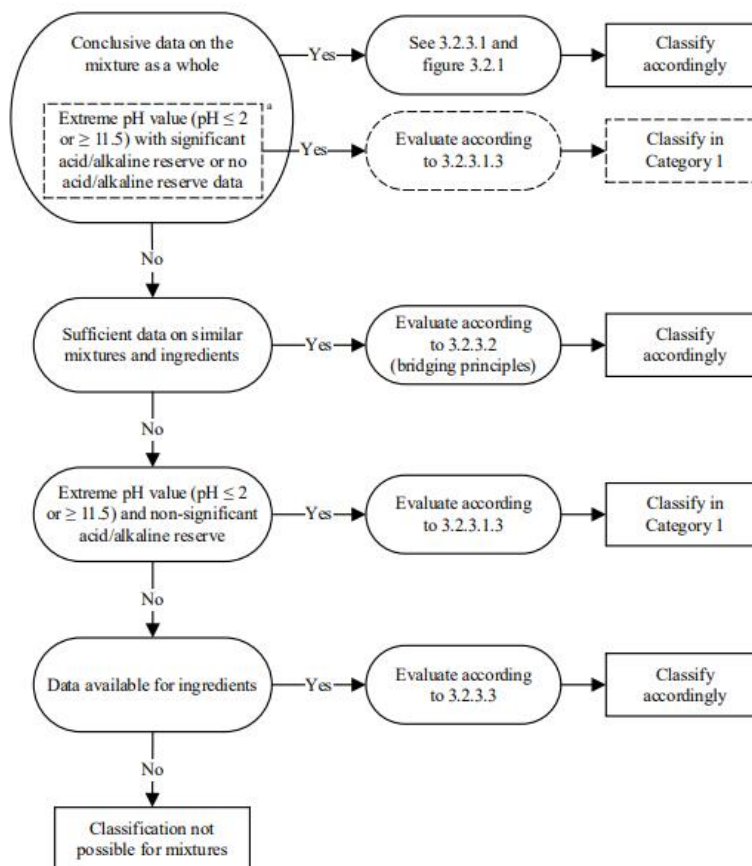 Conclusive data on the
mixture as a whole
Yes
See 3.2.3.1 and
figure 3.2.1
Classify
accordingly
Extreme pH value (pH ≤ 2
or ≥ 11.5) with significant
acid/alkaline reserve or no
acid/alkaline reserve data
a
Yes
Evaluate according
to 3.2.3.1.3
Classify in
Category 1
No
Sufficient data on similar
mixtures and ingredients
Yes
Evaluate according
to 3.2.3.2
(bridging principles)
Classify
accordingly
No
Extreme pH value (pH ≤ 2
or ≥ 11.5) and non-significant
acid/alkaline reserve
Yes
Evaluate according
to 3.2.3.1.3
Classify in
Category 1
No
Data available for ingredients
Yes
Evaluate according
to 3.2.3.3
Classify
accordingly
No
Classification not
possible for mixtures